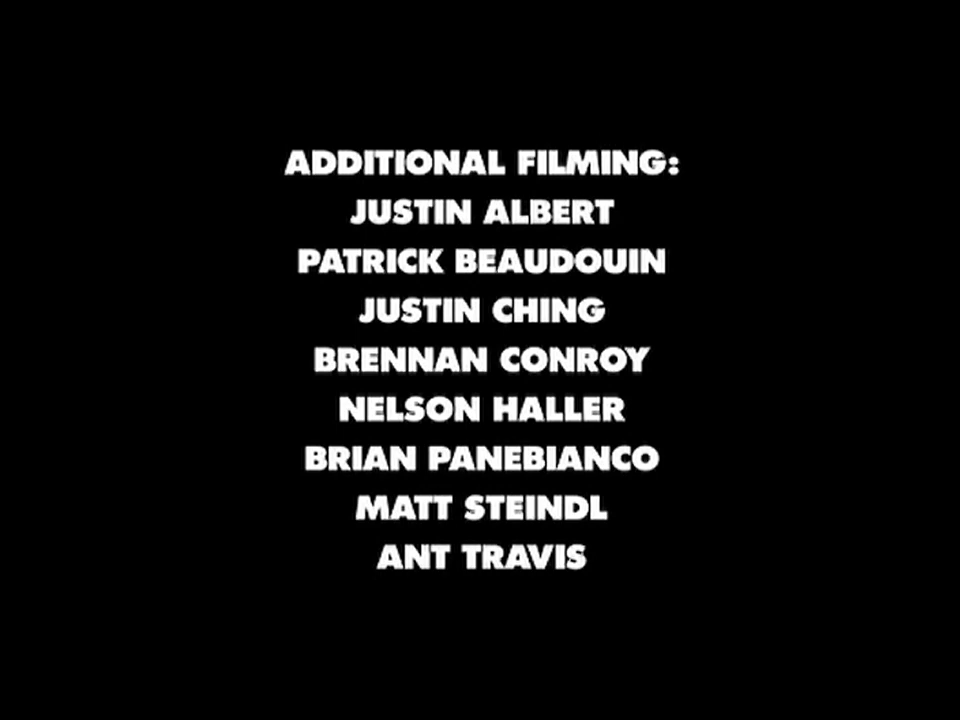 ADDITIONAL FILMING:
JUSTIN ALBERT
PATRICK BEAUDOUIN
JUSTIN CHING
BRENNAN CONROY
NELSON HALLER
BRIAN PANEBIANCO
MATT STEINDL
ANT TRAVIS